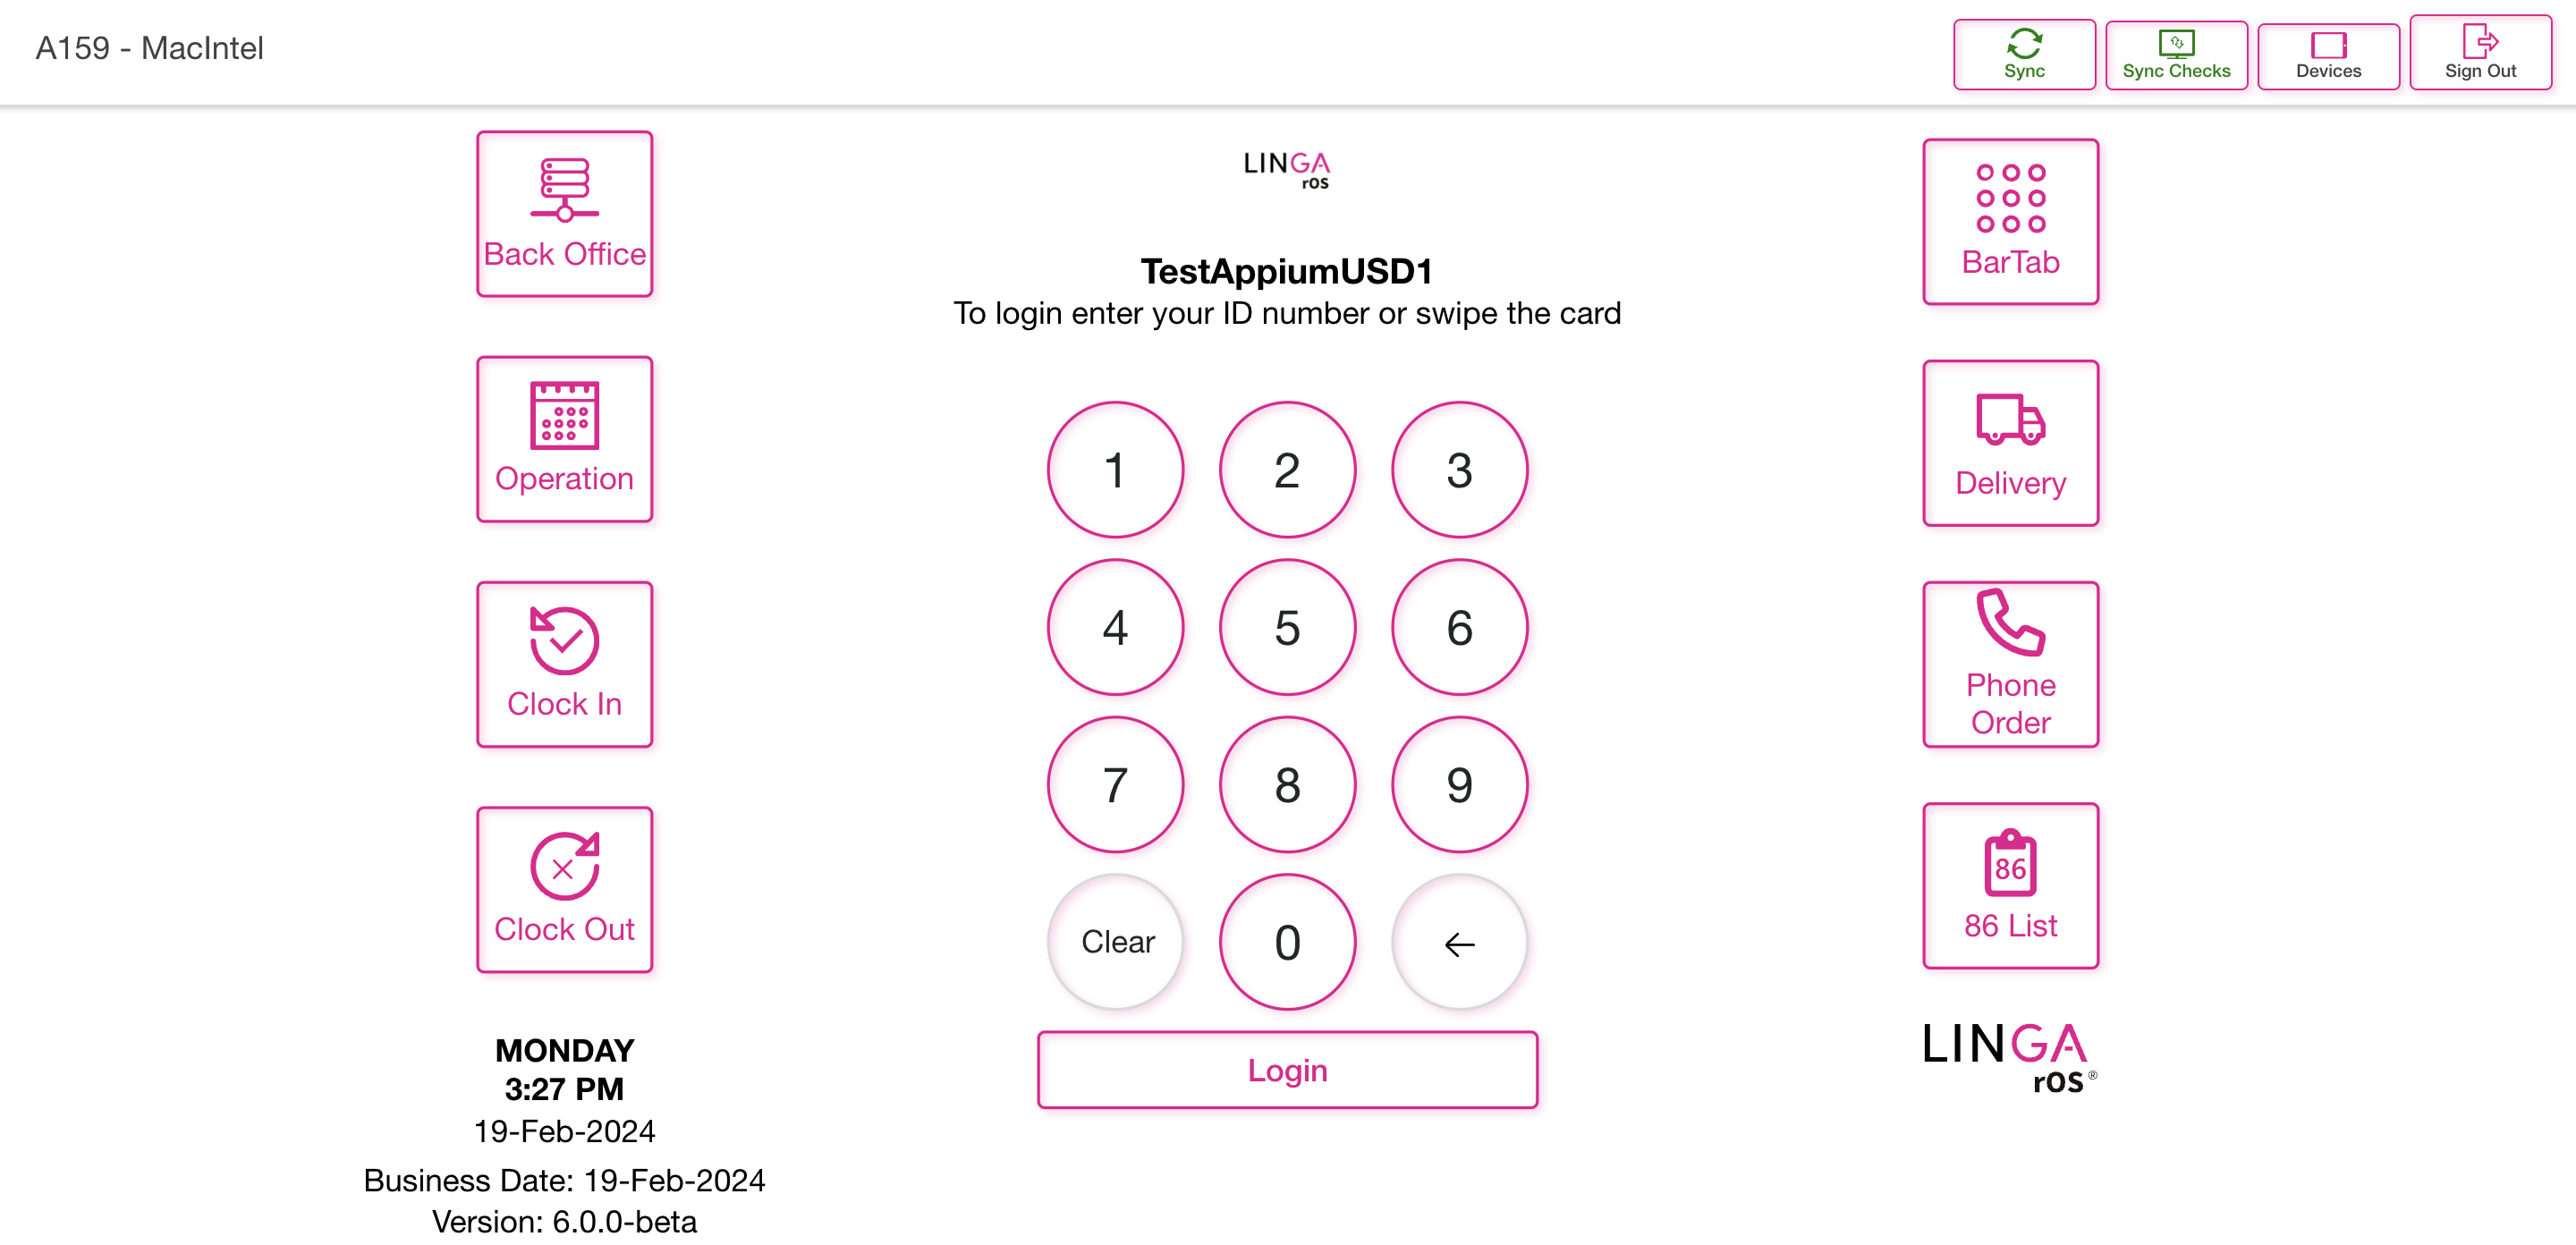 A159 - MacIntel
Sync
Sync Checks
Devices
Sign Out
Back Office
Operation
Clock In
Clock Out
MONDAY
3:27 PM
19-Feb-2024
Business Date: 19-Feb-2024
Version: 6.0.0-beta
LINGA
rOS
TestAppiumUSD1
To login enter your ID number or swipe the card
1 2 3
4 5 6
7 8 9
Clear 0 ←
Login
BarTab
Delivery
Phone
Order
86
86 List
LINGA
rOS ®